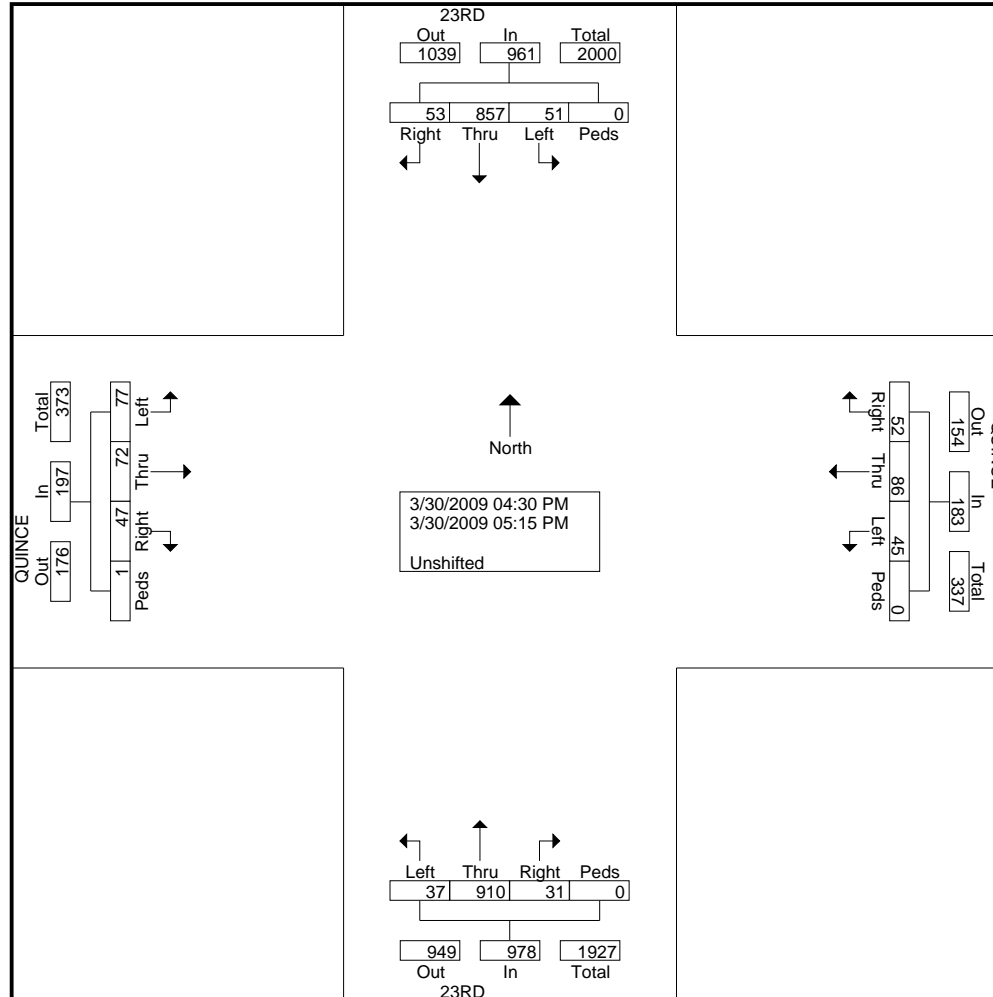 23RD
Out In Total
1039 961 2000
53 857 51 0
Right Thru Left Peds
QUINCE
Total In Out
373 197 176
77 72 47 1
Left Thru Right Peds
North
3/30/2009 04:30 PM
3/30/2009 05:15 PM
Unshifted
Right Thru Left Peds
52 86 45 0
154 183 337
Out In Total
Left Thru Right Peds
37 910 31 0
949 978 1927
Out In Total
23RD